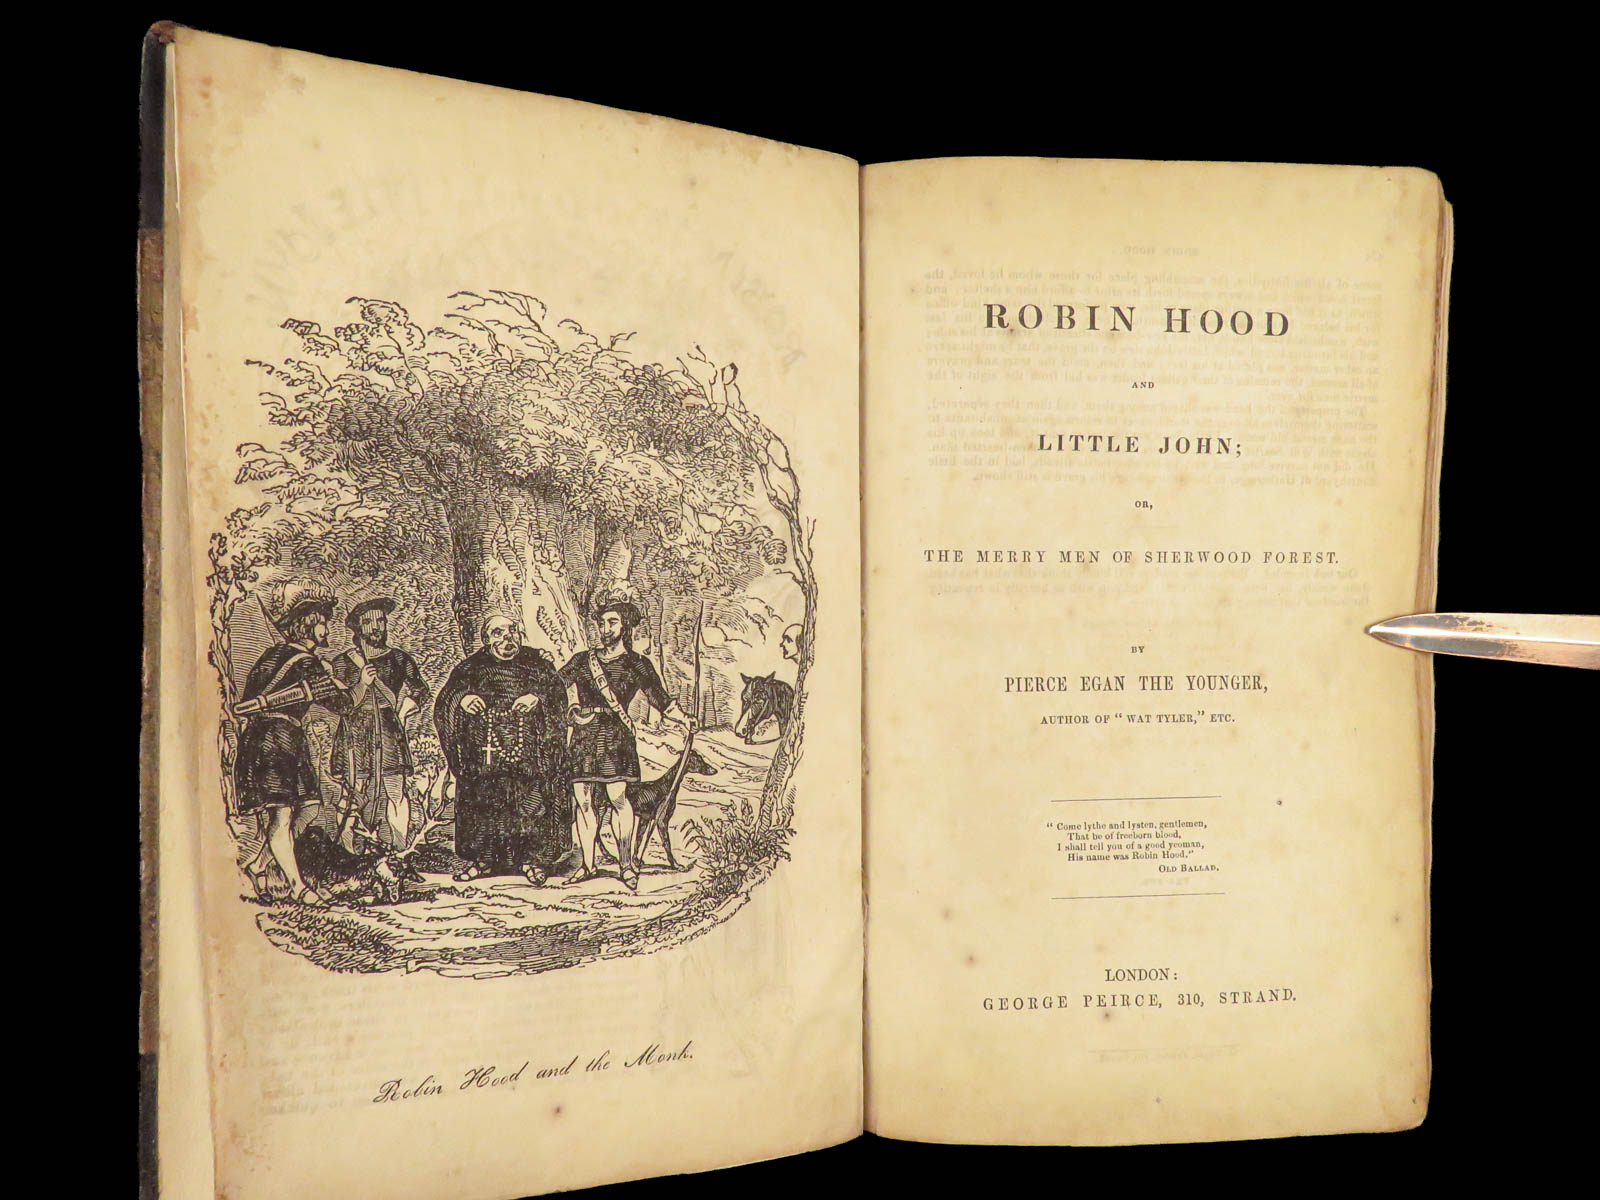 Robin Hood and the Monk.
ROBIN HOOD
AND
LITTLE JOHN;
OR,
THE MERRY MEN OF SHERWOOD FOREST.
BY
PIERCE EGAN THE YOUNGER,
AUTHOR OF "WAT TYLER," ETC.
"Come lythe and lysten, gentlemen,
That be of freeborn blood,
I shall tell you of a good yeoman,
His name was Robin Hood."
OLD BALLAD.
LONDON:
GEORGE PEIRCE, 310, STRAND.